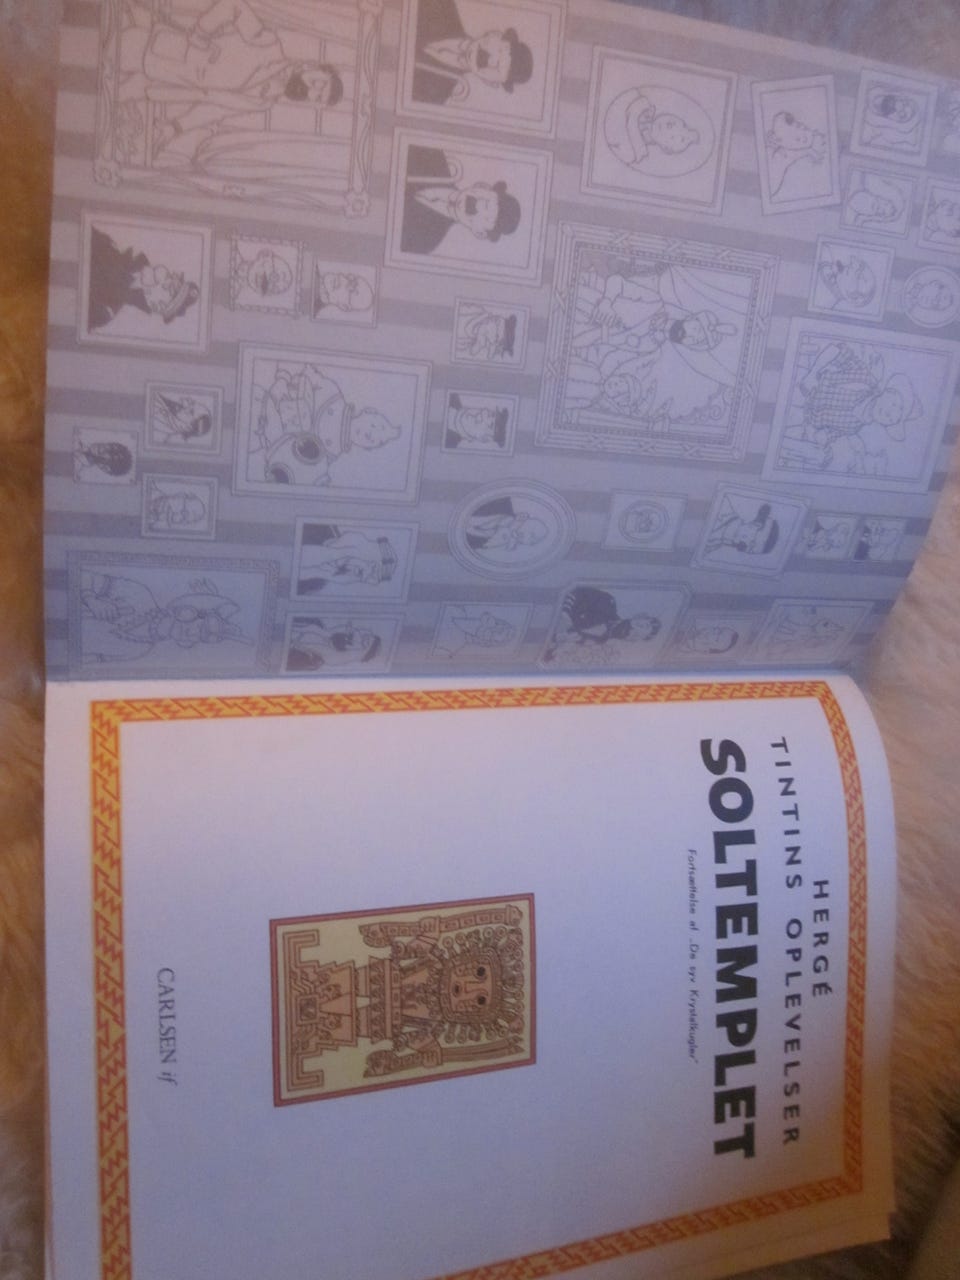 HERGÉ
TINTINS OPLEVELSER
SOLTEMPLET
Fortsættelse af „De syv Krystalkugler”
CARLSEN if